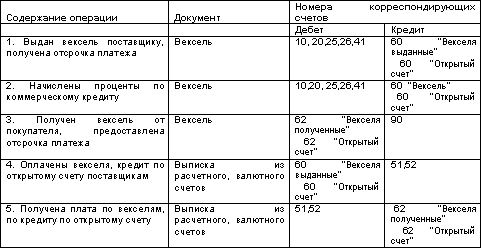 Содержание операции
Документ
Номера корреспондирующих
счетов
Дебет
Кредит
1. Выдан вексель поставщику,
получена отсрочка платежа
Вексель
10, 20,25,26,41
60 "Векселя
выданные"
60 "Открытый
счет"
2. Начислены проценты по
коммерческому кредиту
Вексель
10,20, 25,26,41
60 "Вексель"
60 "Открытый
счет"
3. Получен вексель от
покупателя, предоставлена
отсрочка платежа
Вексель
62 "Векселя
полученные"
62 "Открытый
счет"
90
4. Оплачены векселя, кредит по
открытому счету поставщикам
Выписка из
расчетного, валютного
счетов
60 "Векселя
выданные"
60 "Открытый
счет"
51,52
5. Получена плата по векселям,
по кредиту по открытому счету
Выписка из
расчетного, валютного
счетов
51,52
62 "Векселя
полученные"
62 "Открытый
счет"